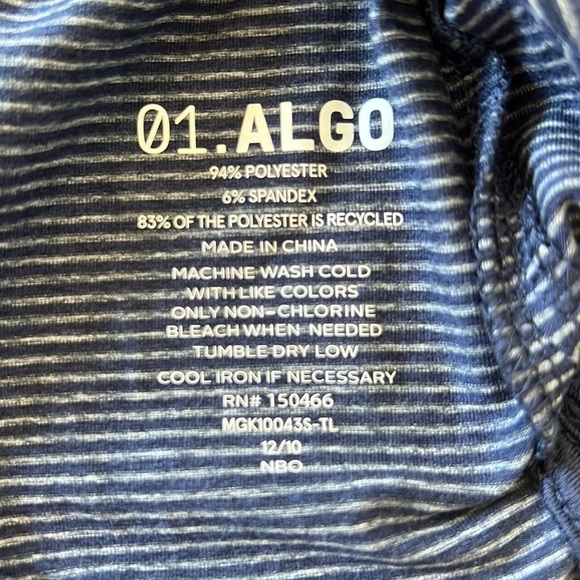 01.ALGO
94% POLYESTER
6% SPANDEX
83% OF THE POLYESTER IS RECYCLED
MADE IN CHINA
MACHINE WASH COLD
WITH LIKE COLORS
ONLY NON-CHLORINE
BLEACH WHEN NEEDED
TUMBLE DRY LOW
COOL IRON IF NECESSARY
RN# 150466
MGK10043S-TL
12/10
NBO